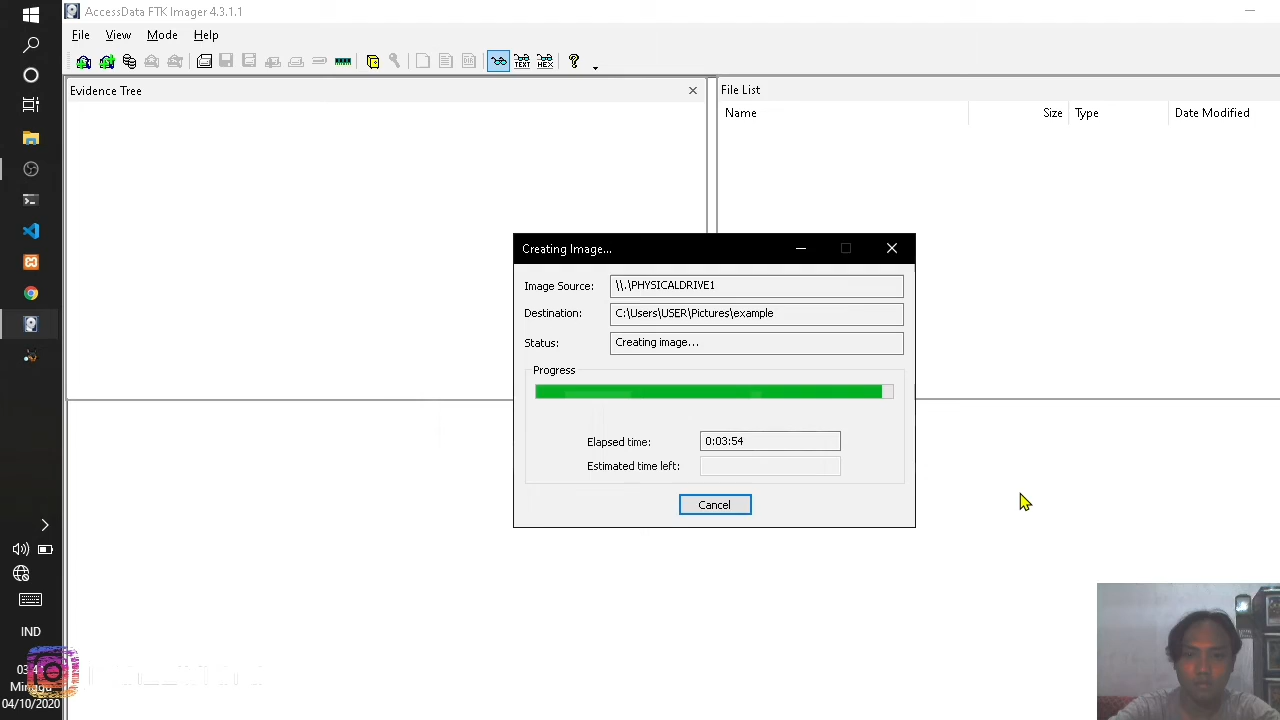 AccessData FTK Imager 4.3.1.1
File View Mode Help
Evidence Tree
File List
Name Size Type Date Modified
Creating Image...
Image Source: \\.\PHYSICALDRIVE1
Destination: C:\Users\USER\Pictures\example
Status: Creating image...
Progress
Elapsed time: 0:03:54
Estimated time left:
Cancel
IND
Minggu
04/10/2020